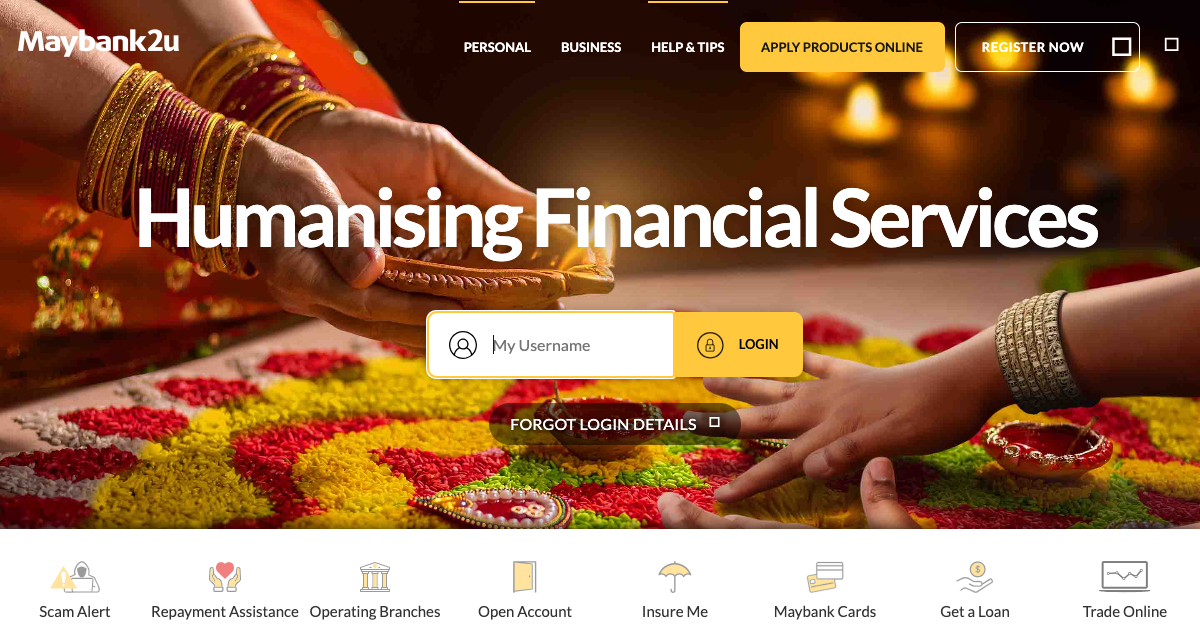 Maybank2u
PERSONAL
BUSINESS
HELP & TIPS
APPLY PRODUCTS ONLINE
REGISTER NOW
Humanising Financial Services
My Username
LOGIN
FORGOT LOGIN DETAILS
Scam Alert
Repayment Assistance
Operating Branches
Open Account
Insure Me
Maybank Cards
Get a Loan
Trade Online